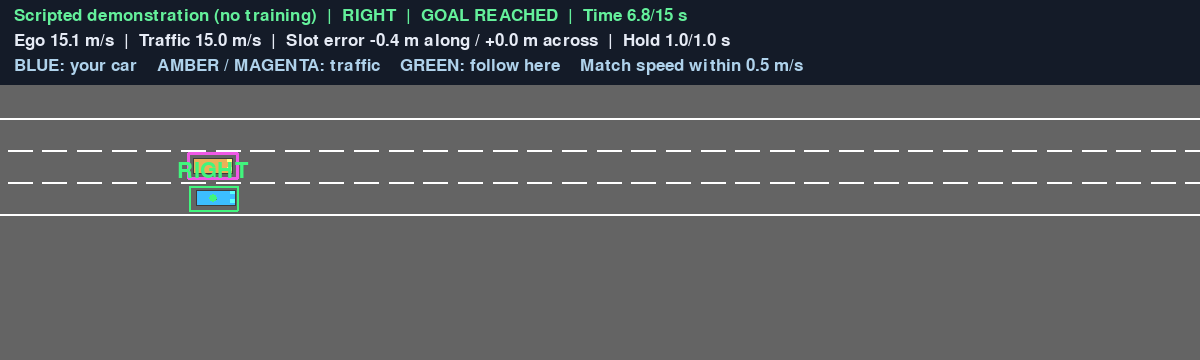 Scripted demonstration (no training) | RIGHT | GOAL REACHED | Time 6.8/15 s
Ego 15.1 m/s | Traffic 15.0 m/s | Slot error -0.4 m along / +0.0 m across | Hold 1.0/1.0 s
BLUE: your car AMBER / MAGENTA: traffic GREEN: follow here Match speed within 0.5 m/s
RIGHT